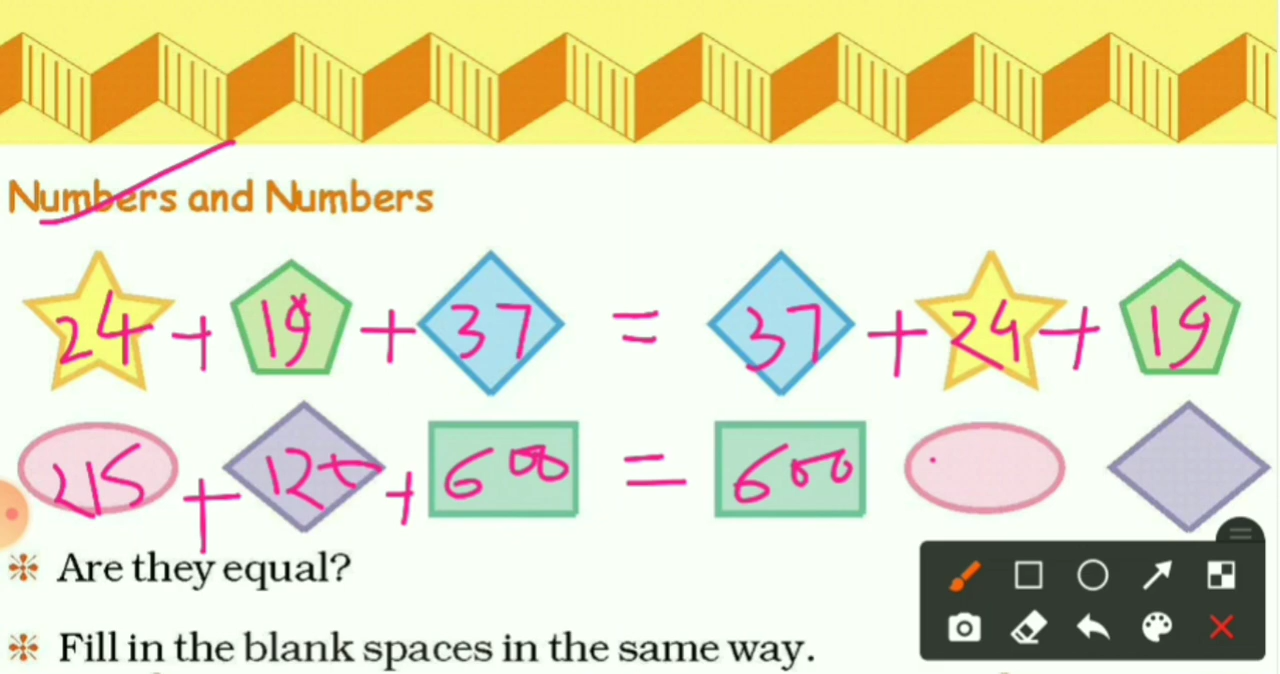 Numbers and Numbers
24 + 19 + 37 = 37 + 24 + 19
215 + + 600 = 600
Are they equal?
Fill in the blank spaces in the same way.